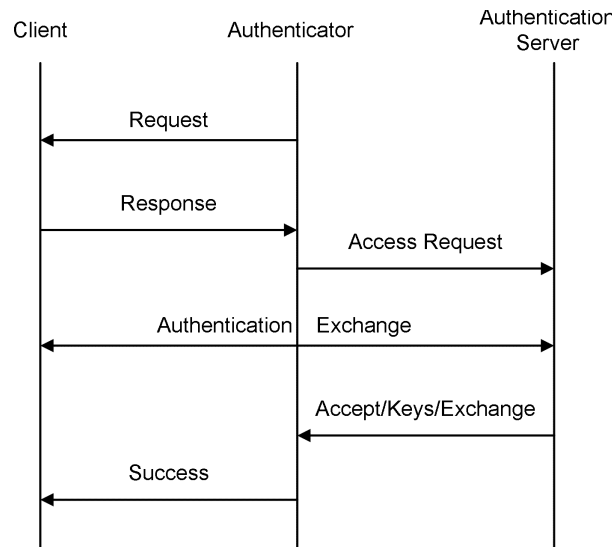 Client
Authenticator
Authentication
Server
Request
Response
Access Request
Authentication Exchange
Accept/Keys/Exchange
Success